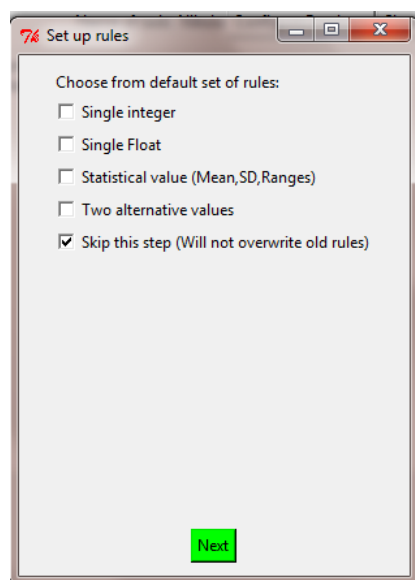 Set up rules
Choose from default set of rules:
Single integer
Single Float
Statistical value (Mean,SD,Ranges)
Two alternative values
Skip this step (Will not overwrite old rules)
Next